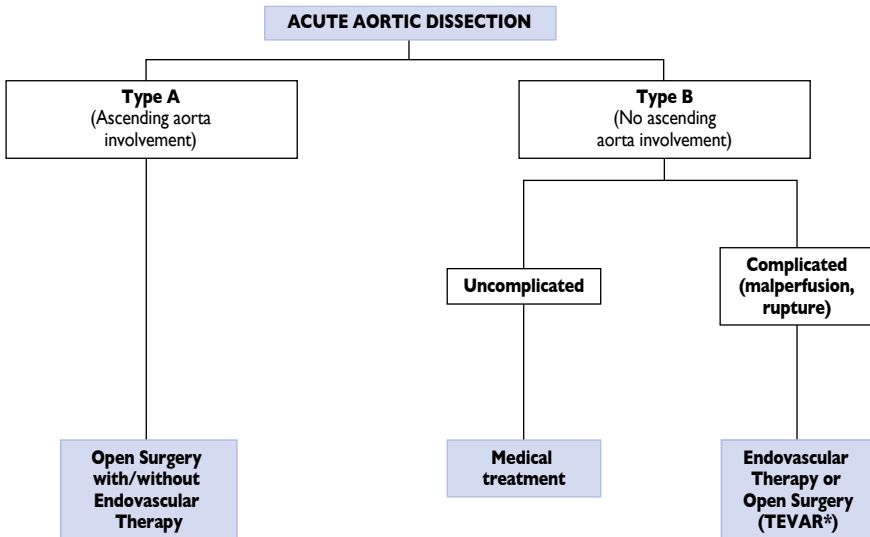 ACUTE AORTIC DISSECTION
Type A
(Ascending aorta
involvement)
Type B
(No ascending
aorta involvement)
Uncomplicated
Complicated
(malperfusion,
rupture)
Open Surgery
with/without
Endovascular
Therapy
Medical
treatment
Endovascular
Therapy or
Open Surgery
(TEVAR*)